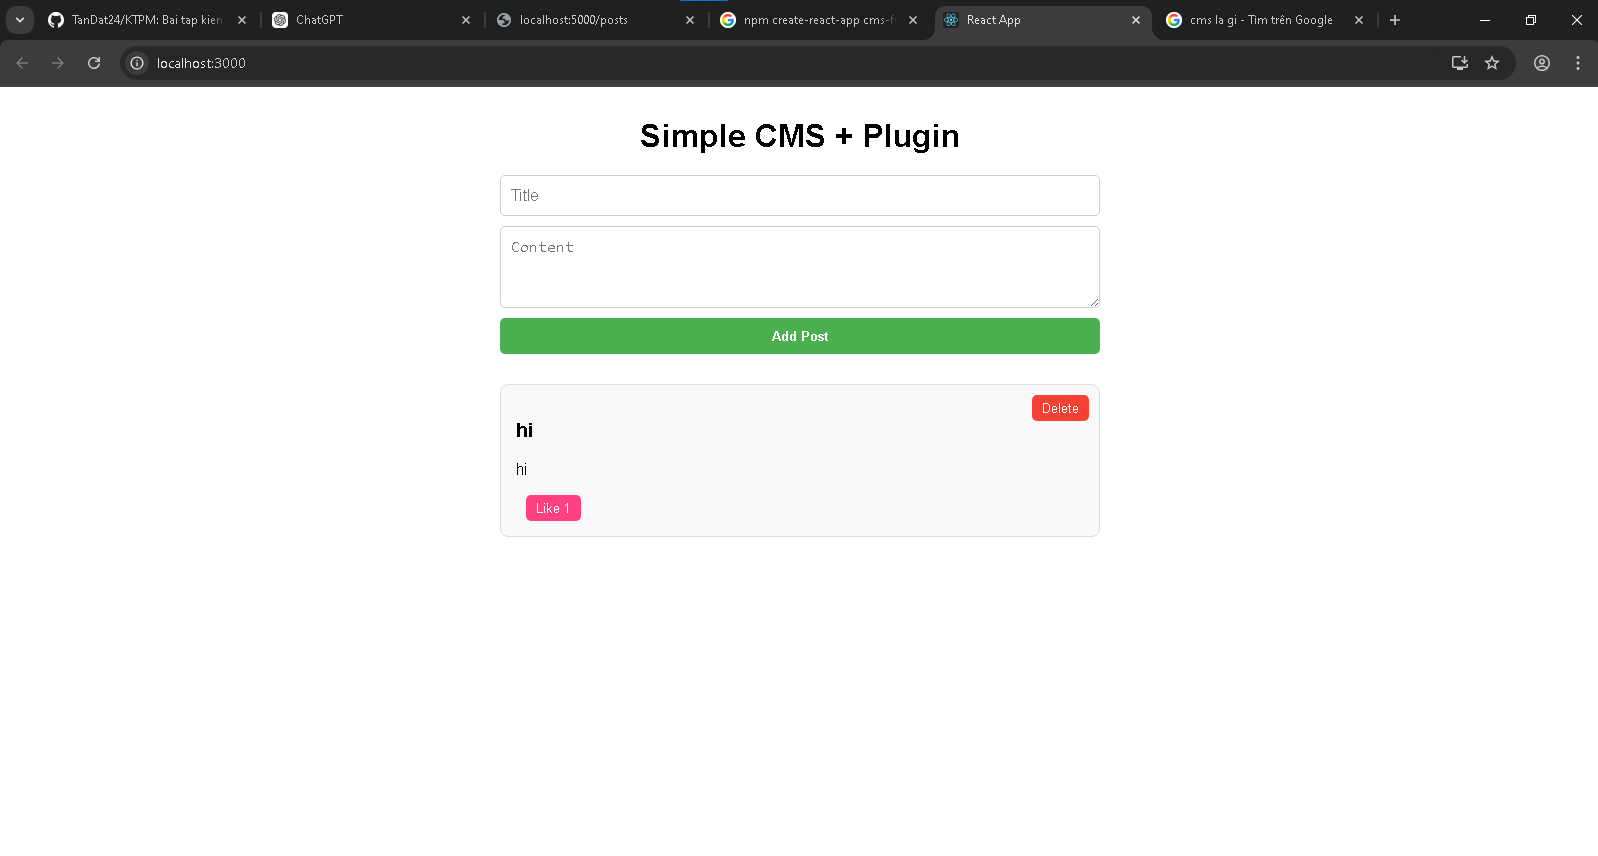 TanDat24/KTPM: Bai tap kien
ChatGPT
localhost:5000/posts
npm create-react-app cms-f
React App
cms la gi - Tìm trên Google
localhost:3000
Simple CMS + Plugin
Title
Content
Add Post
Delete
hi
hi
Like 1